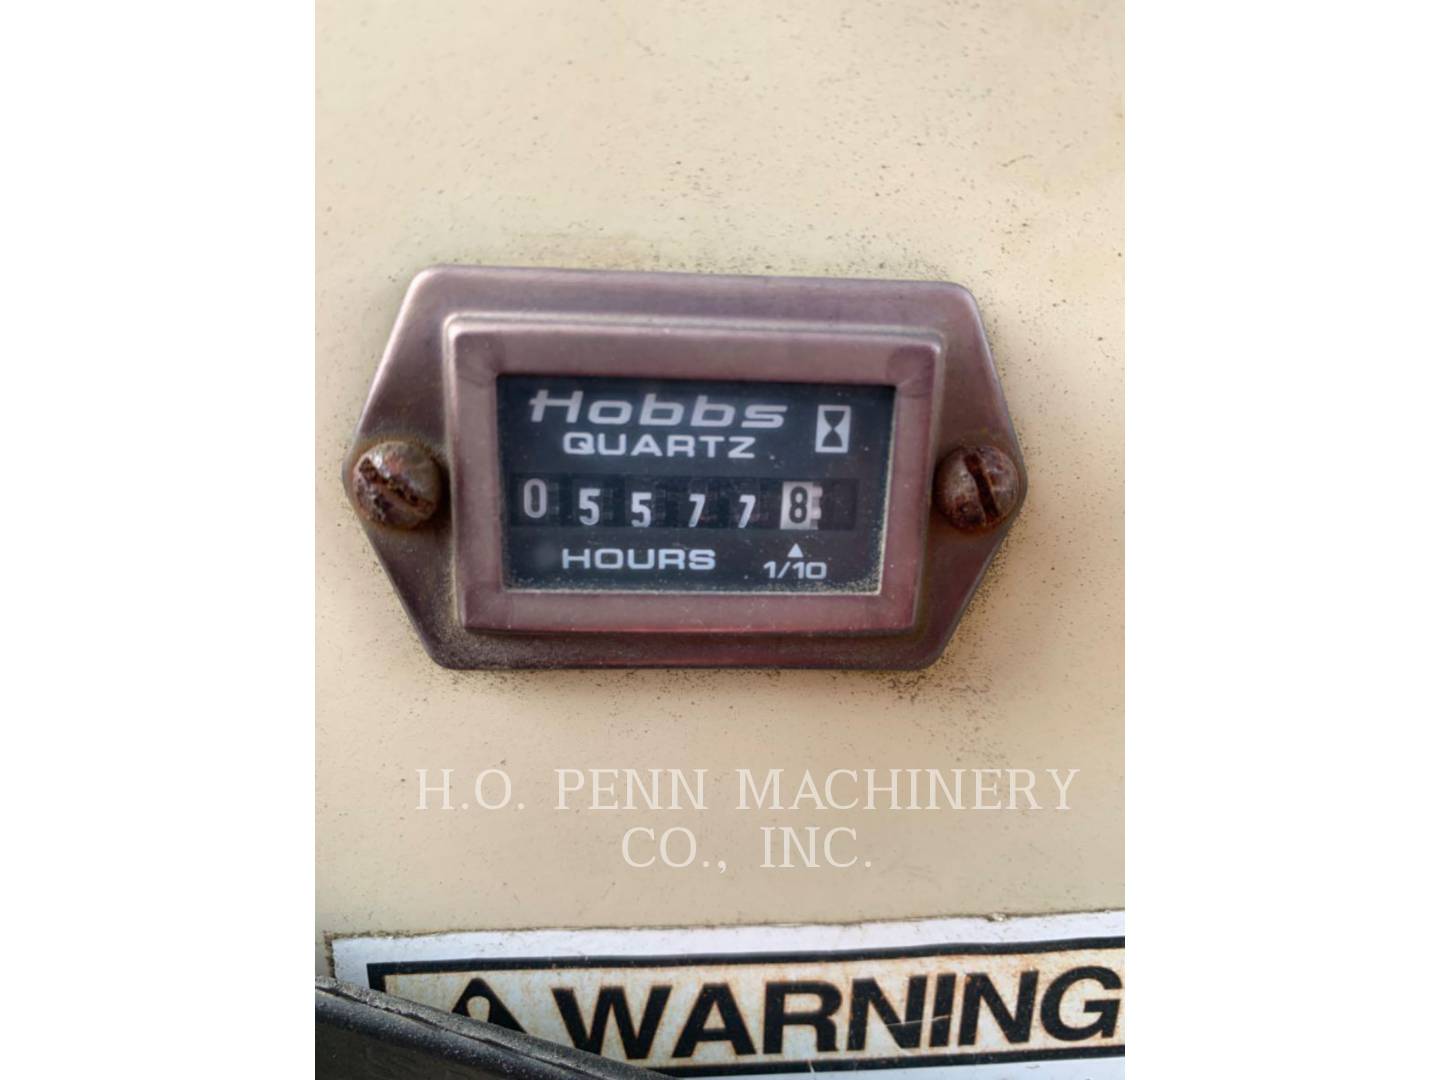 Hobbs
QUARTZ
055778
HOURS 1/10
H.O. PENN MACHINERY
CO., INC.
WARNING